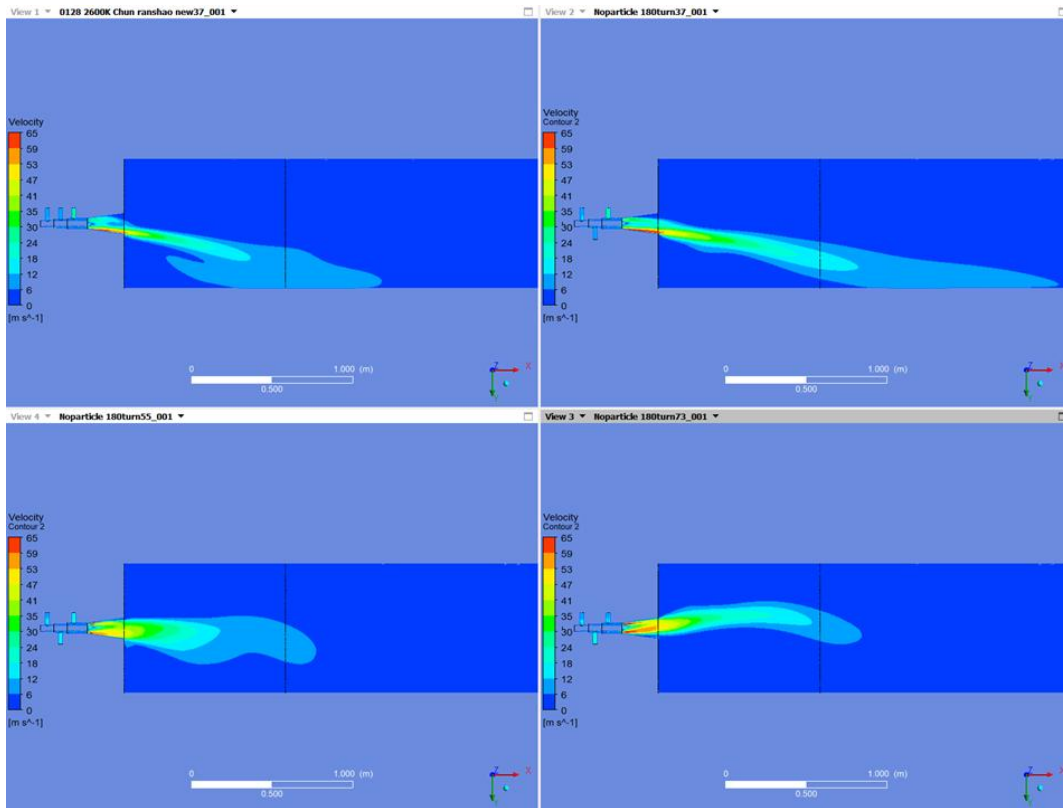 View 1 0128 2600K Chun ranshao new37_001
Velocity
65
59
53
47
41
35
30
24
18
12
6
0
[m s^-1]
0 1.000 (m)
0.500
Z X
Y
View 2 Noparticle 180turn37_001
Velocity
Contour 2
65
59
53
47
41
35
30
24
18
12
6
0
[m s^-1]
0 1.000 (m)
0.500
Z X
Y
View 4 Noparticle 180turn55_001
Velocity
Contour 2
65
59
53
47
41
35
30
24
18
12
6
0
[m s^-1]
0 1.000 (m)
0.500
Z X
Y
View 3 Noparticle 180turn73_001
Velocity
Contour 2
65
59
53
47
41
35
30
24
18
12
6
0
[m s^-1]
0 1.000 (m)
0.500
Z X
Y